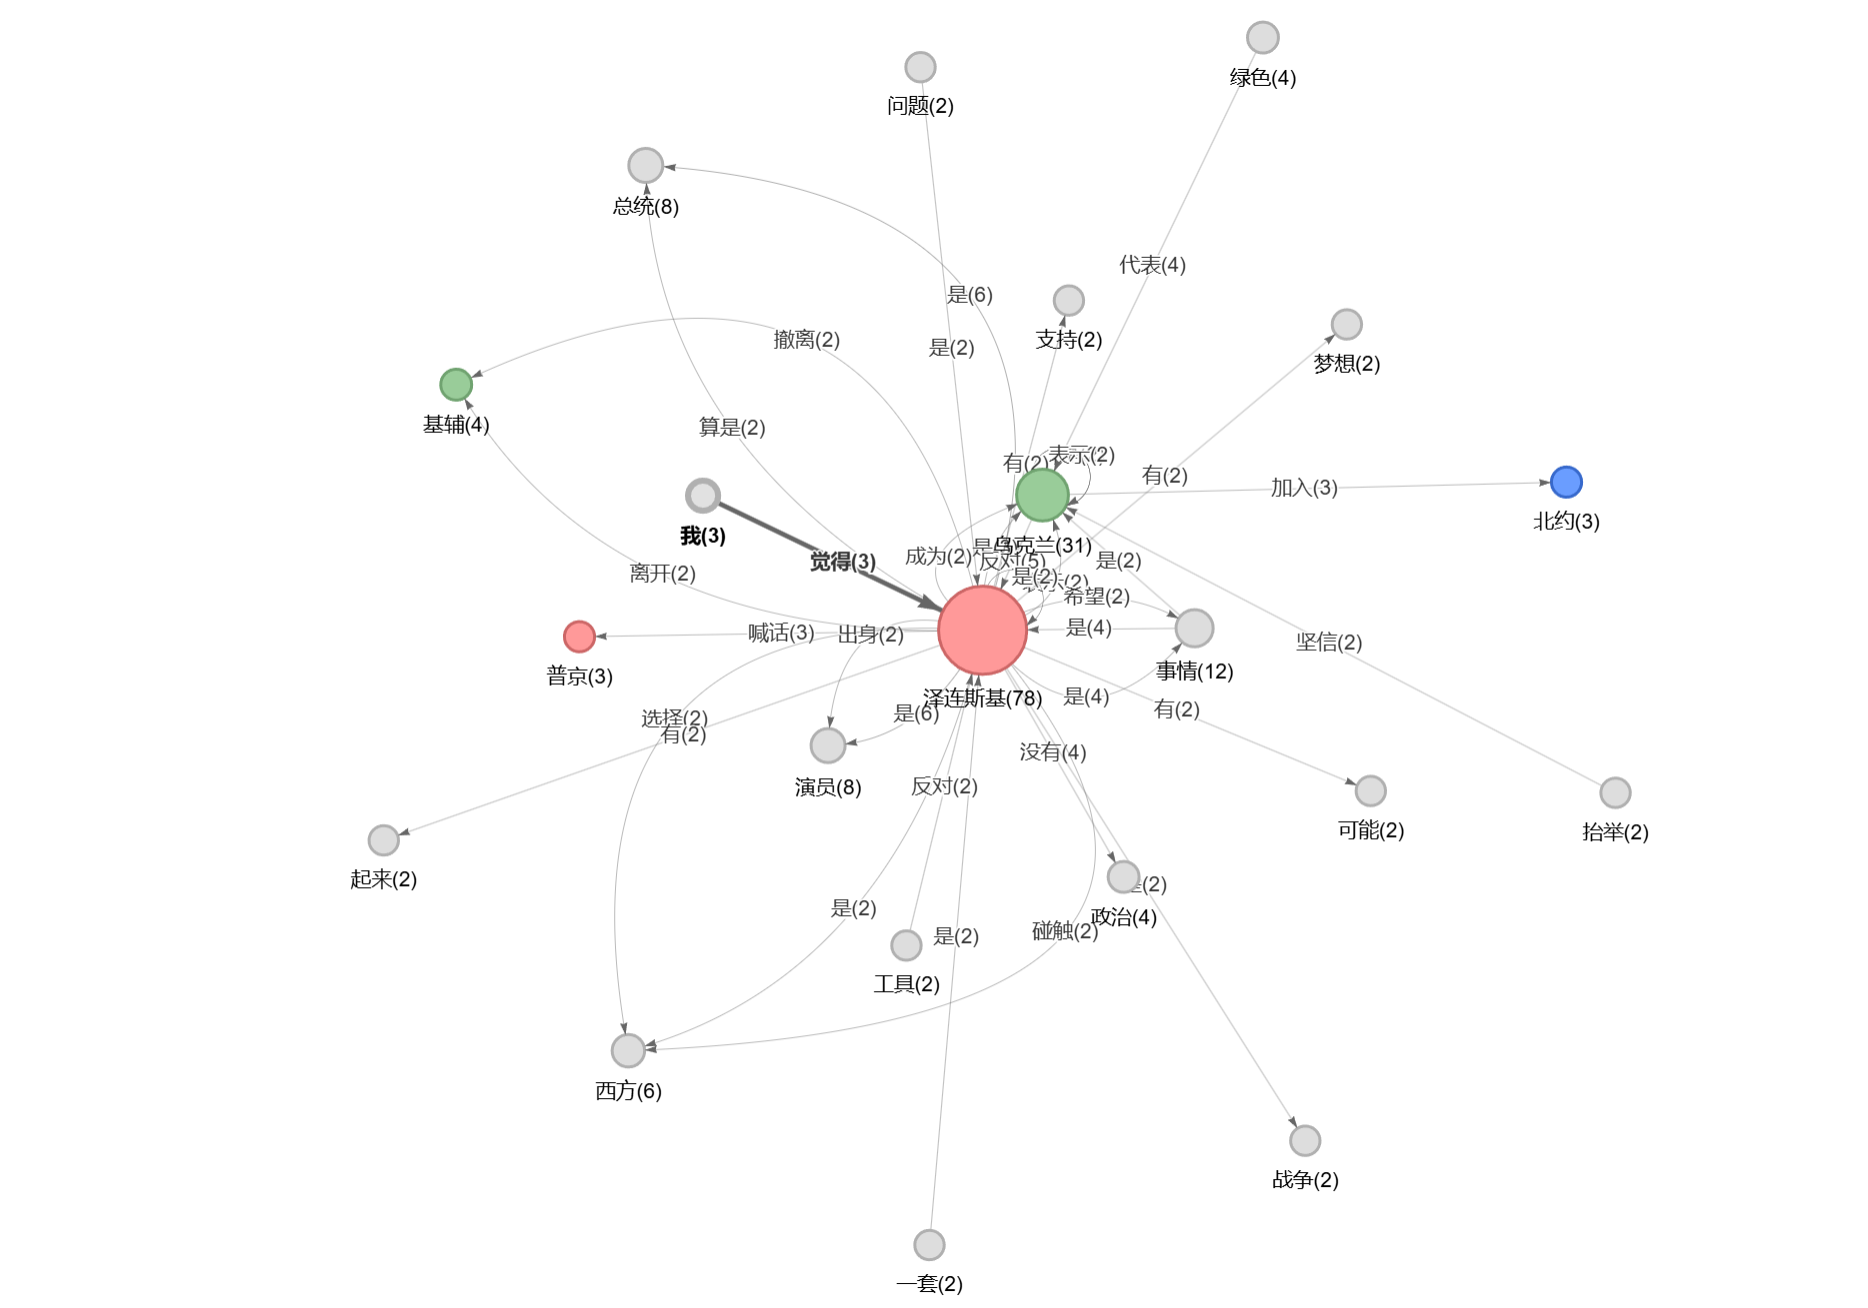 绿色(4)
问题(2)
总统(8)
代表(4)
是(6)
撤离(2)
支持(2)
是(2)
梦想(2)
基辅(4)
算是(2)
表示(2)
有(2)
有(2)
加入(3)
北约(3)
我(3)
觉得(3)
乌克兰(31)
成为(2)
反对(5)
是(2)
离开(2)
是(2)
希望(2)
喊话(3)
出身(2)
是(4)
坚信(2)
普京(3)
事情(12)
泽连斯基(78)
是(4)
有(2)
选择(2)
是(6)
有(2)
没有(4)
演员(8)
反对(2)
可能(2)
抬举(2)
起来(2)
是(2)
政治(4)
碰触(2)
是(2)
工具(2)
西方(6)
战争(2)
一套(2)